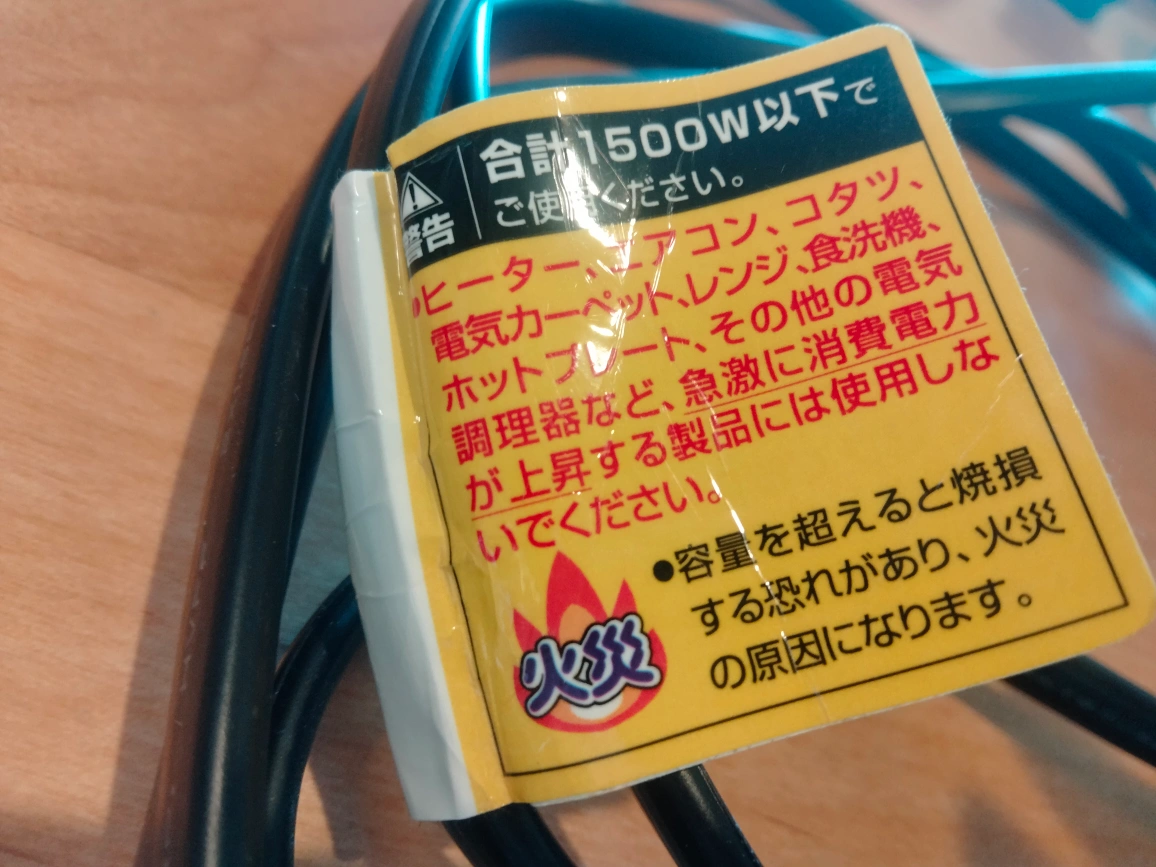 警告
合計1500W以下で
ご使用ください。
●ヒーター、エアコン、コタツ、
電気カーペット、レンジ、食洗機、
ホットプレート、その他の電気
調理器など、急激に消費電力
が上昇する製品には使用しな
いでください。
●容量を超えると焼損
する恐れがあり、火災
の原因になります。
火災